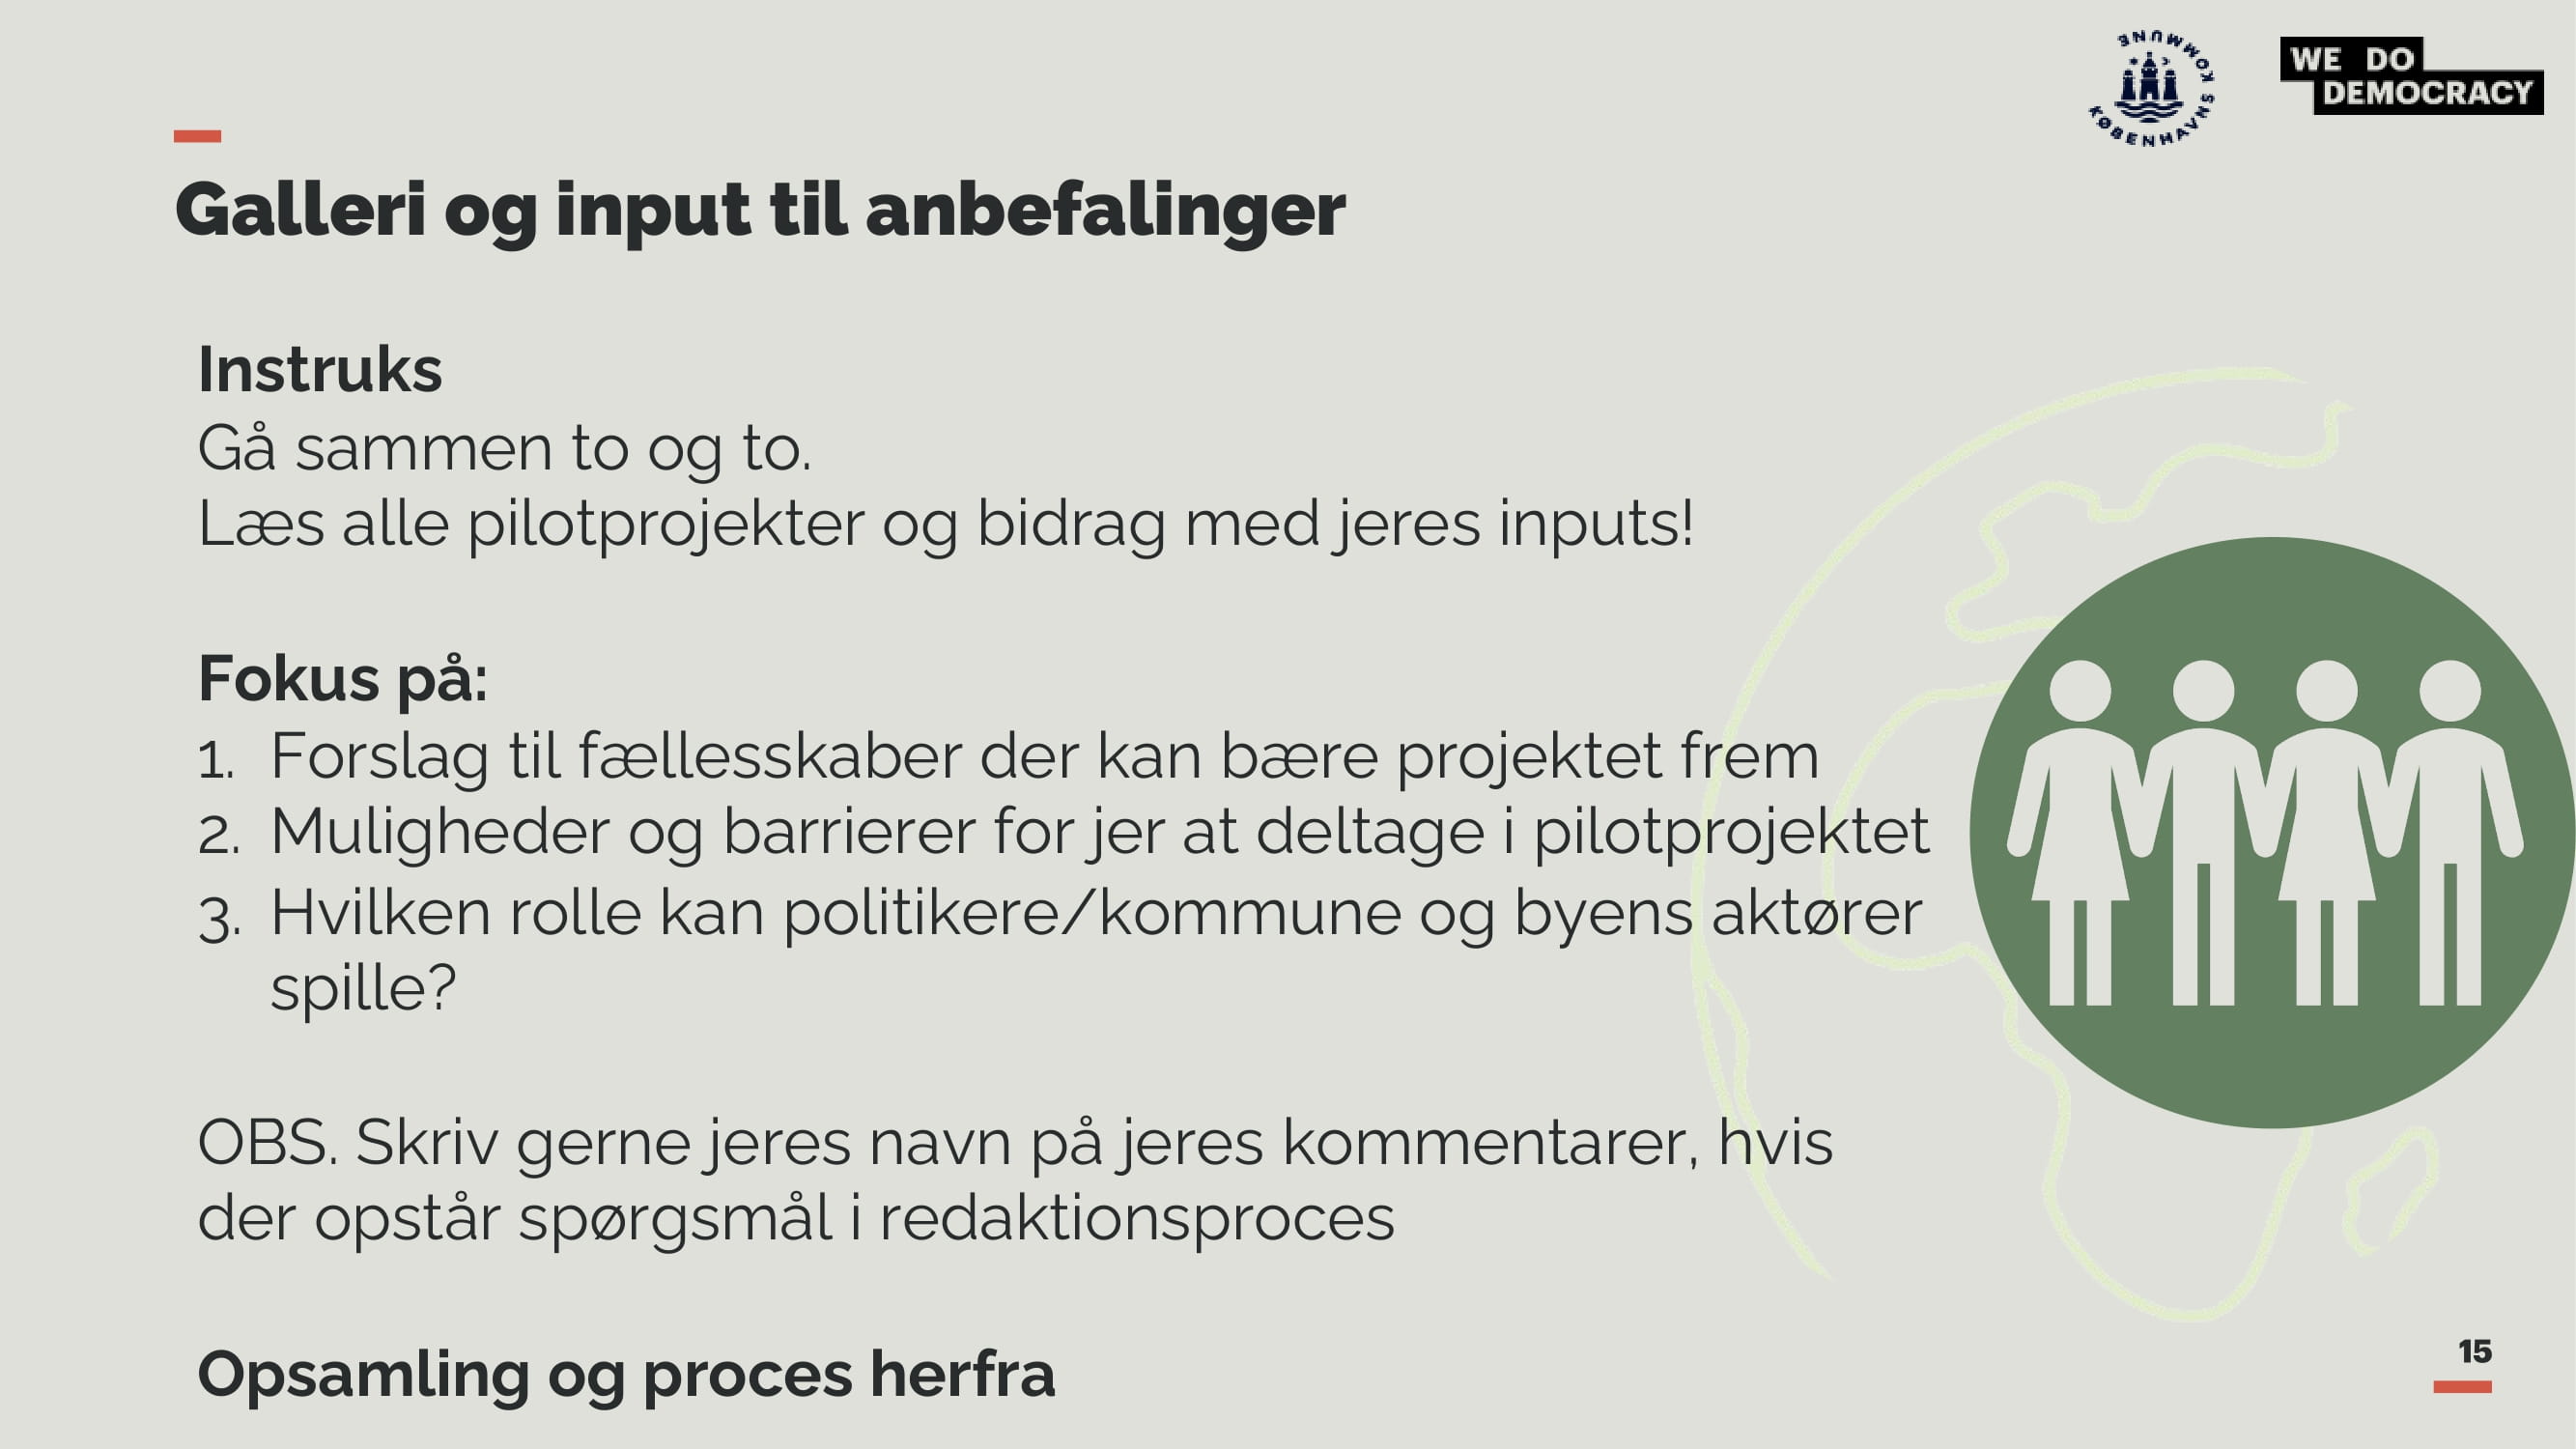 KØBENHAVNS KOMMUNE
WE DO
DEMOCRACY
Galleri og input til anbefalinger
Instruks
Gå sammen to og to.
Læs alle pilotprojekter og bidrag med jeres inputs!
Fokus på:
1. Forslag til fællesskaber der kan bære projektet frem
2. Muligheder og barrierer for jer at deltage i pilotprojektet
3. Hvilken rolle kan politikere/kommune og byens aktører
spille?
OBS. Skriv gerne jeres navn på jeres kommentarer, hvis
der opstår spørgsmål i redaktionsproces
Opsamling og proces herfra
15